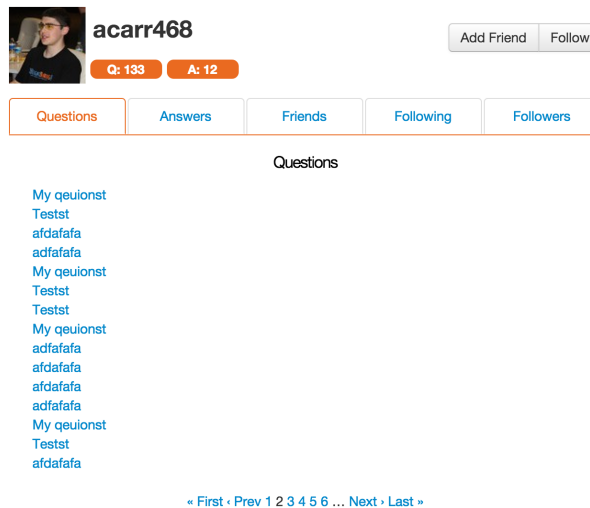 acarr468
Add Friend
Follow
Q: 133
A: 12
Questions
Answers
Friends
Following
Followers
Questions
My qeuionst
Testst
afdafafa
adfafafa
My qeuionst
Testst
Testst
My qeuionst
adfafafa
afdafafa
afdafafa
adfafafa
My qeuionst
Testst
afdafafa
« First ‹ Prev 1 2 3 4 5 6 … Next › Last »